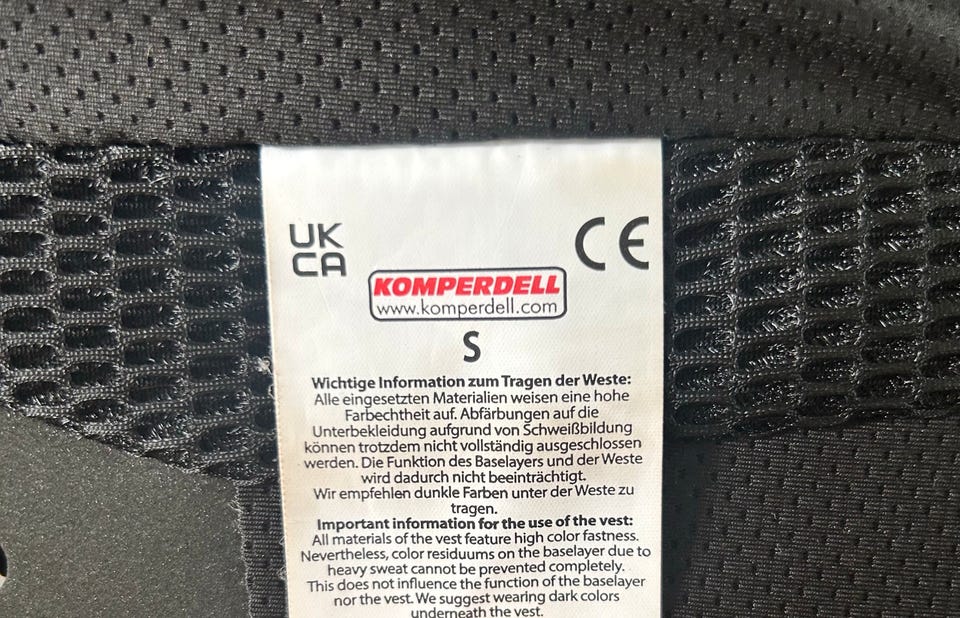 UK
CA
CE
KOMPERDELL
www.komperdell.com
S
Wichtige Information zum Tragen der Weste:
Alle eingesetzten Materialien weisen eine hohe
Farbechtheit auf. Abfärbungen auf die
Unterbekleidung aufgrund von Schweißbildung
können trotzdem nicht vollständig ausgeschlossen
werden. Die Funktion des Baselayers und der Weste
wird dadurch nicht beeinträchtigt.
Wir empfehlen dunkle Farben unter der Weste zu
tragen.
Important information for the use of the vest:
All materials of the vest feature high color fastness.
Nevertheless, color residuums on the baselayer due to
heavy sweat cannot be prevented completely.
This does not influence the function of the baselayer
nor the vest. We suggest wearing dark colors
underneath the vest.